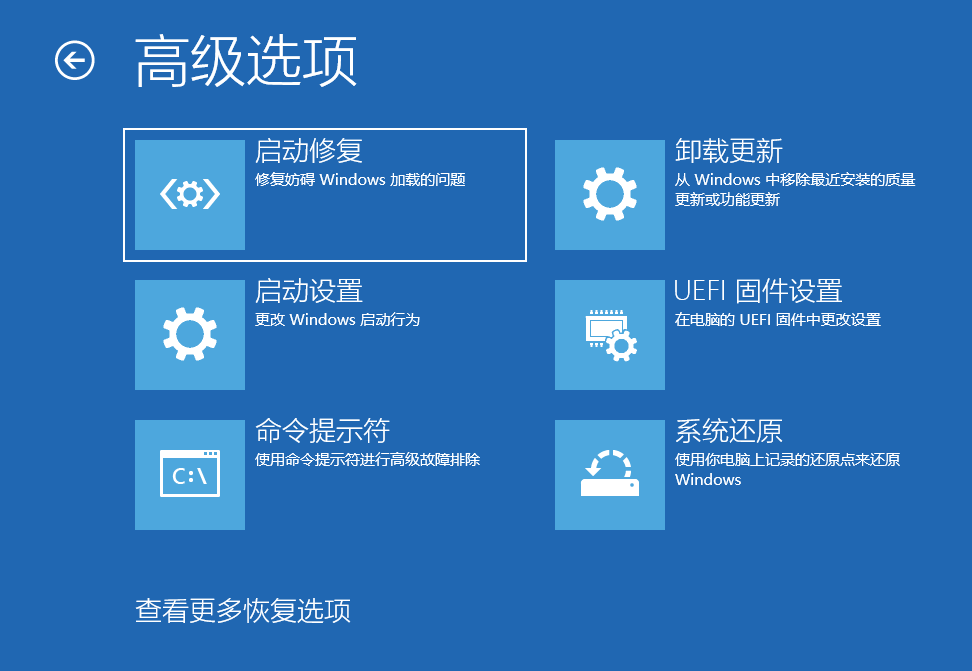 高级选项
启动修复
修复妨碍 Windows 加载的问题
卸载更新
从 Windows 中移除最近安装的质量
更新或功能更新
启动设置
更改 Windows 启动行为
UEFI 固件设置
在电脑的 UEFI 固件中更改设置
C:\
命令提示符
使用命令提示符进行高级故障排除
系统还原
使用你电脑上记录的还原点来还原
Windows
查看更多恢复选项